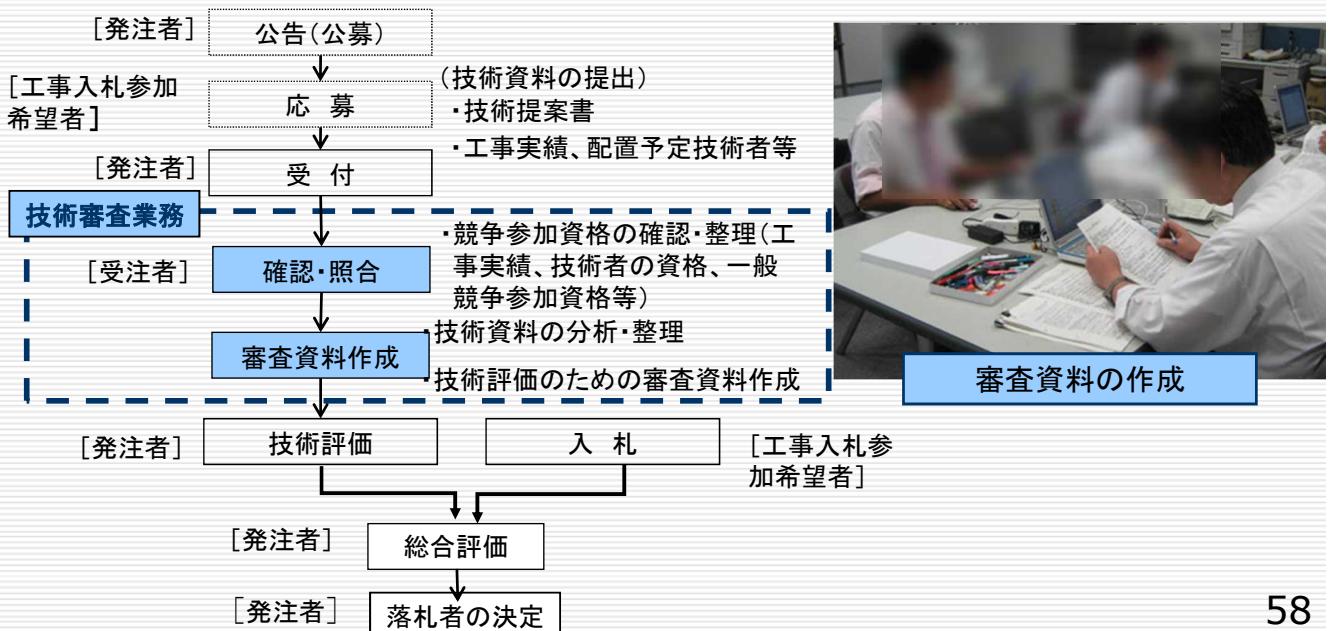 [発注者]
公告(公募)
[工事入札参加
希望者]
応 募
(技術資料の提出)
・技術提案書
・工事実績、配置予定技術者等
[発注者]
受 付
技術審査業務
[受注者]
確認・照合
・競争参加資格の確認・整理(工
事実績、技術者の資格、一般
競争参加資格等)
・技術資料の分析・整理
審査資料作成
・技術評価のための審査資料作成
審査資料の作成
[発注者]
技術評価
入 札
[工事入札参
加希望者]
[発注者]
総合評価
[発注者]
落札者の決定
58